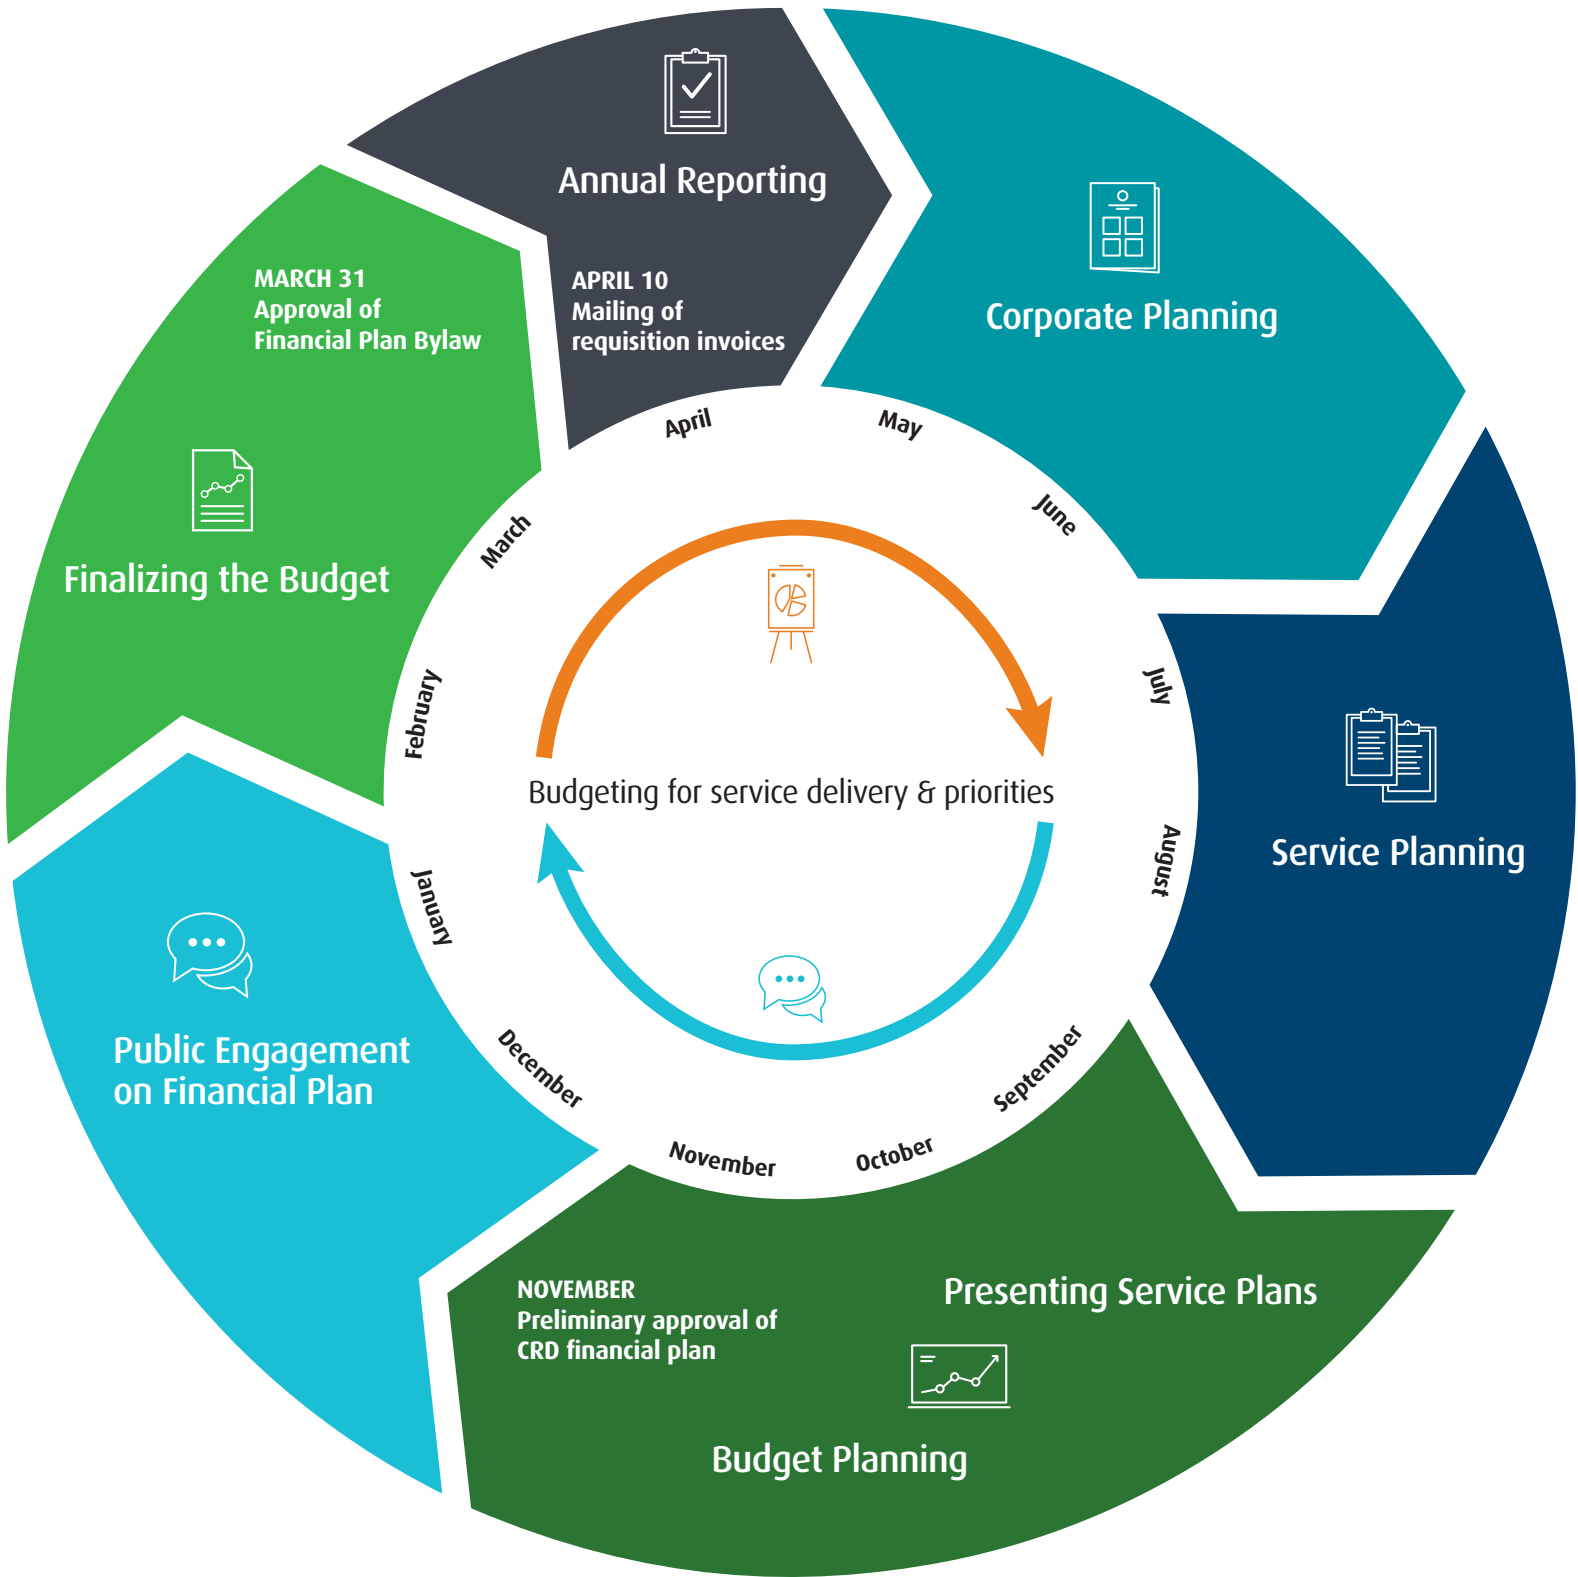 Annual Reporting
APRIL 10
Mailing of
requisition invoices
Corporate Planning
Service Planning
Presenting Service Plans
Budget Planning
NOVEMBER
Preliminary approval of
CRD financial plan
Public Engagement
on Financial Plan
Finalizing the Budget
MARCH 31
Approval of
Financial Plan Bylaw
April
May
June
July
August
September
October
November
December
January
February
March
Budgeting for service delivery & priorities